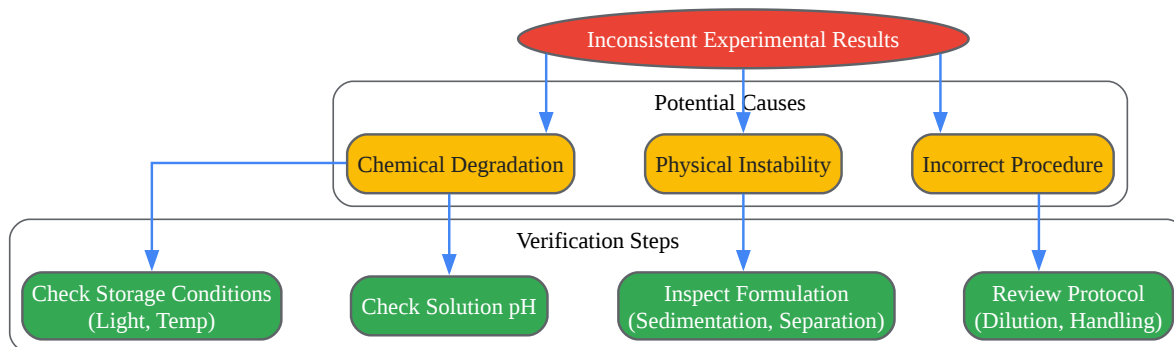 Inconsistent Experimental Results
Potential Causes
Chemical Degradation
Physical Instability
Incorrect Procedure
Verification Steps
Check Storage Conditions
(Light, Temp)
Check Solution pH
Inspect Formulation
(Sedimentation, Separation)
Review Protocol
(Dilution, Handling)